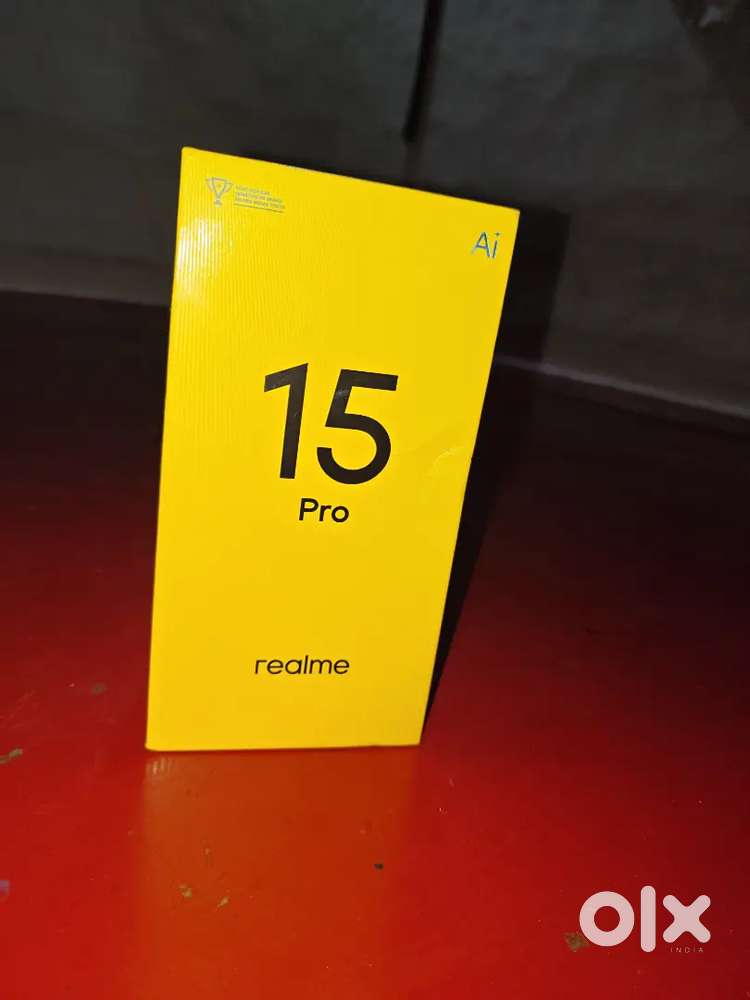 Ai
15
Pro
realme
olx
INDIA